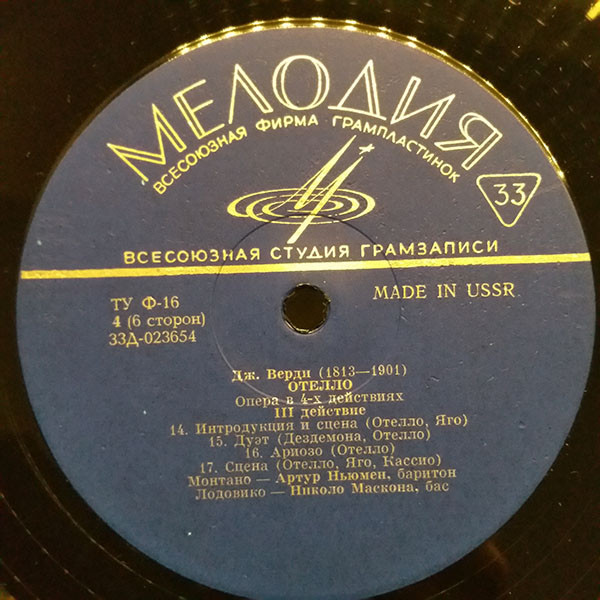 МЕЛОДИЯ
ВСЕСОЮЗНАЯ ФИРМА · ГРАМПЛАСТИНОК
33
ВСЕСОЮЗНАЯ СТУДИЯ ГРАМЗАПИСИ
ТУ Ф-16
MADE IN USSR
4 (6 сторон)
33Д-023654
Дж. Верди (1813—1901)
ОТЕЛЛО
Опера в 4-х действиях
III действие
14. Интродукция и сцена (Отелло, Яго)
15. Дуэт (Дездемона, Отелло)
16. Ариозо (Отелло)
17. Сцена (Отелло, Яго, Кассио)
Монтано — Артур Ньюмен, баритон
Лодовико — Николо Маскона, бас